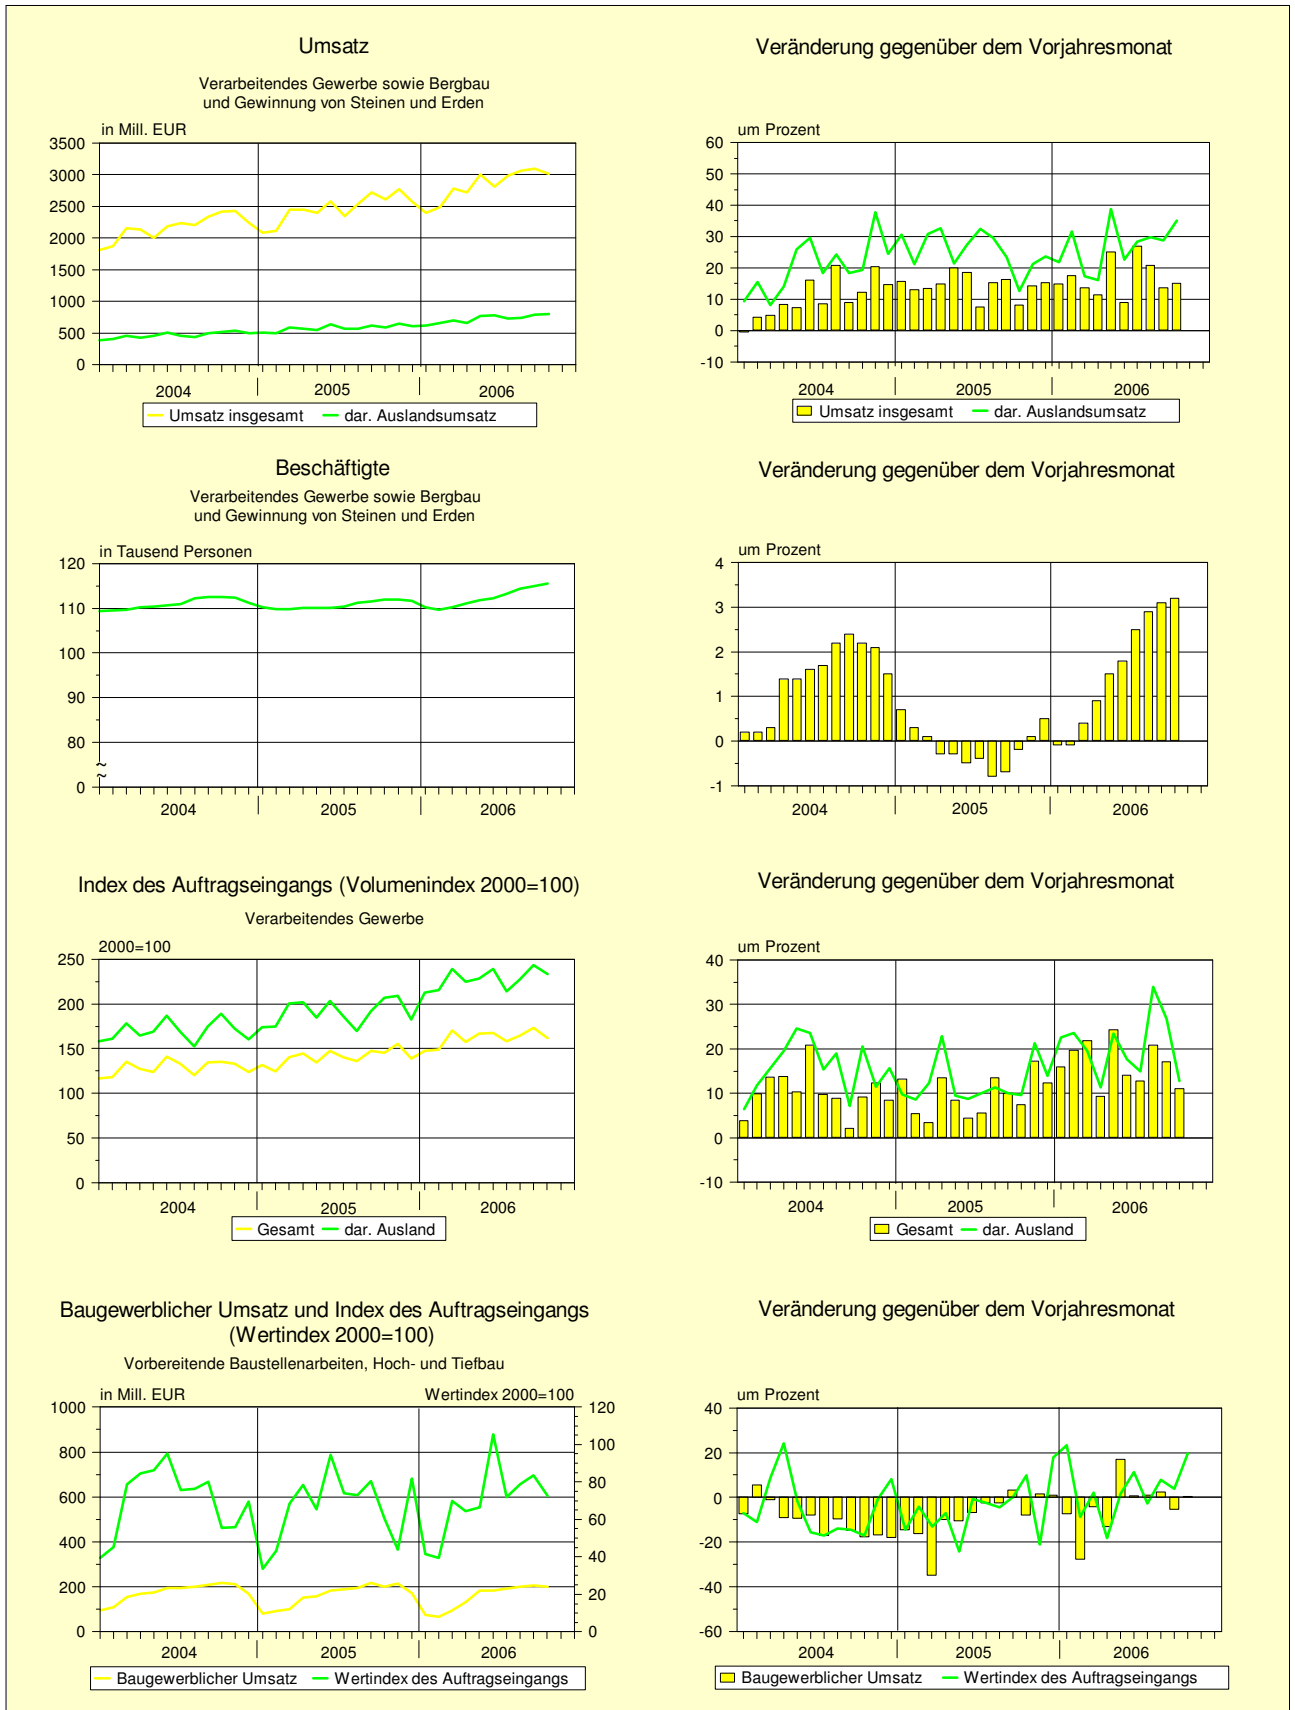 Umsatz
Verarbeitendes Gewerbe sowie Bergbau
und Gewinnung von Steinen und Erden
in Mill. EUR
3500
3000
2500
2000
1500
1000
500
0
2004
2005
2006
Umsatz insgesamt
dar. Auslandsumsatz
Veränderung gegenüber dem Vorjahresmonat
um Prozent
60
50
40
30
20
10
0
-10
2004
2005
2006
Umsatz insgesamt
dar. Auslandsumsatz
Beschäftigte
Verarbeitendes Gewerbe sowie Bergbau
und Gewinnung von Steinen und Erden
in Tausend Personen
120
110
100
90
80
0
2004
2005
2006
Veränderung gegenüber dem Vorjahresmonat
um Prozent
4
3
2
1
0
-1
2004
2005
2006
Index des Auftragseingangs (Volumenindex 2000=100)
Verarbeitendes Gewerbe
2000=100
250
200
150
100
50
0
2004
2005
2006
Gesamt
dar. Ausland
Veränderung gegenüber dem Vorjahresmonat
um Prozent
40
30
20
10
0
-10
2004
2005
2006
Gesamt
dar. Ausland
Baugewerblicher Umsatz und Index des Auftragseingangs
(Wertindex 2000=100)
Vorbereitende Baustellenarbeiten, Hoch- und Tiefbau
in Mill. EUR
Wertindex 2000=100
1000
800
600
400
200
0
120
100
80
60
40
20
0
2004
2005
2006
Baugewerblicher Umsatz
Wertindex des Auftragseingangs
Veränderung gegenüber dem Vorjahresmonat
um Prozent
40
20
0
-20
-40
-60
2004
2005
2006
Baugewerblicher Umsatz
Wertindex des Auftragseingangs